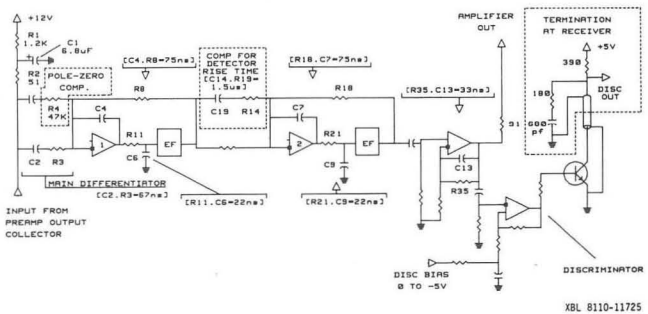 +12V
R1
1.2K
C1
6.8uF
R2
51
POLE-ZERO
COMP.
R4
47K
C4
[C4.R8=75ns]
R8
COMP FOR
DETECTOR
RISE TIME
[C14.R19=
1.5us]
C19
R14
[R18.C7=75ns]
R18
C7
AMPLIFIER
OUT
[R35.C13=33ns]
91
TERMINATION
AT RECEIVER
+5V
390
DISC
OUT
180
680
pf
1
R11
EF
C6
2
R21
EF
C9
C13
R35
C2
R3
MAIN DIFFERENTIATOR
[C2.R3=67ns]
[R11.C6=22ns]
[R21.C9=22ns]
INPUT FROM
PREAMP OUTPUT
COLLECTOR
DISC BIAS
0 TO -5V
DISCRIMINATOR
XBL 8110-11725